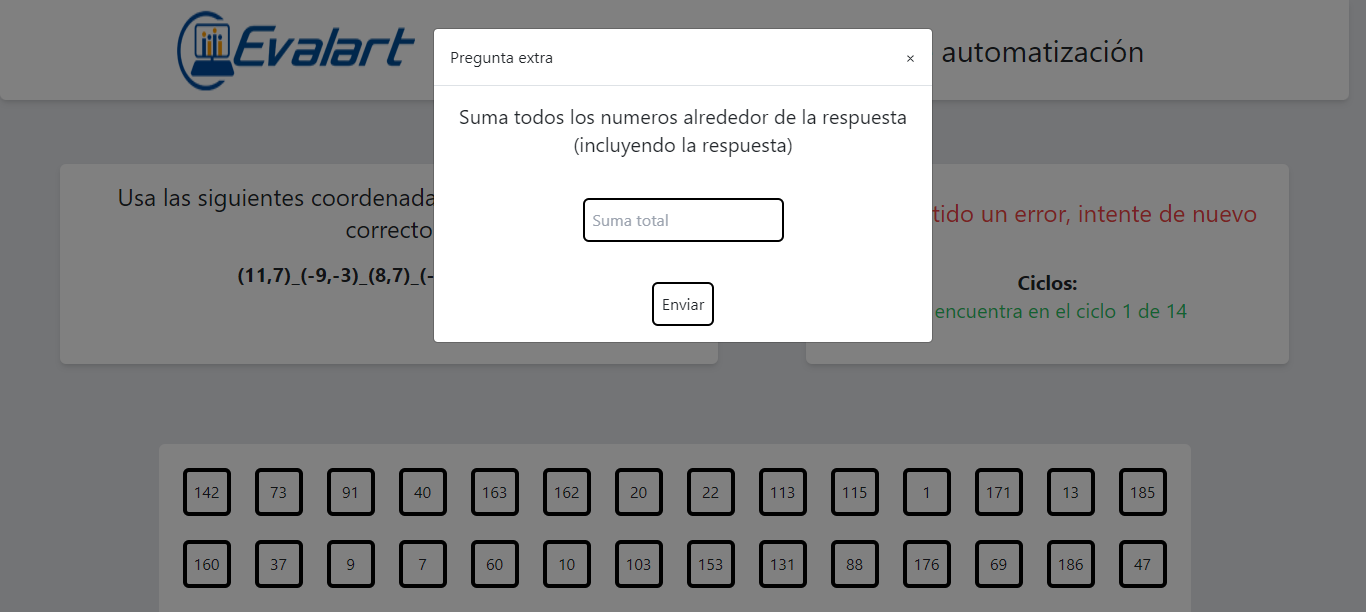 Evalart
automatización
Pregunta extra
×
Suma todos los numeros alrededor de la respuesta
(incluyendo la respuesta)
Suma total
Enviar
Usa las siguientes coordenada
correcto
(11,7)_(-9,-3)_(8,7)_(-
tido un error, intente de nuevo
Ciclos:
encuentra en el ciclo 1 de 14
142 73 91 40 163 162 20 22 113 115 1 171 13 185
160 37 9 7 60 10 103 153 131 88 176 69 186 47